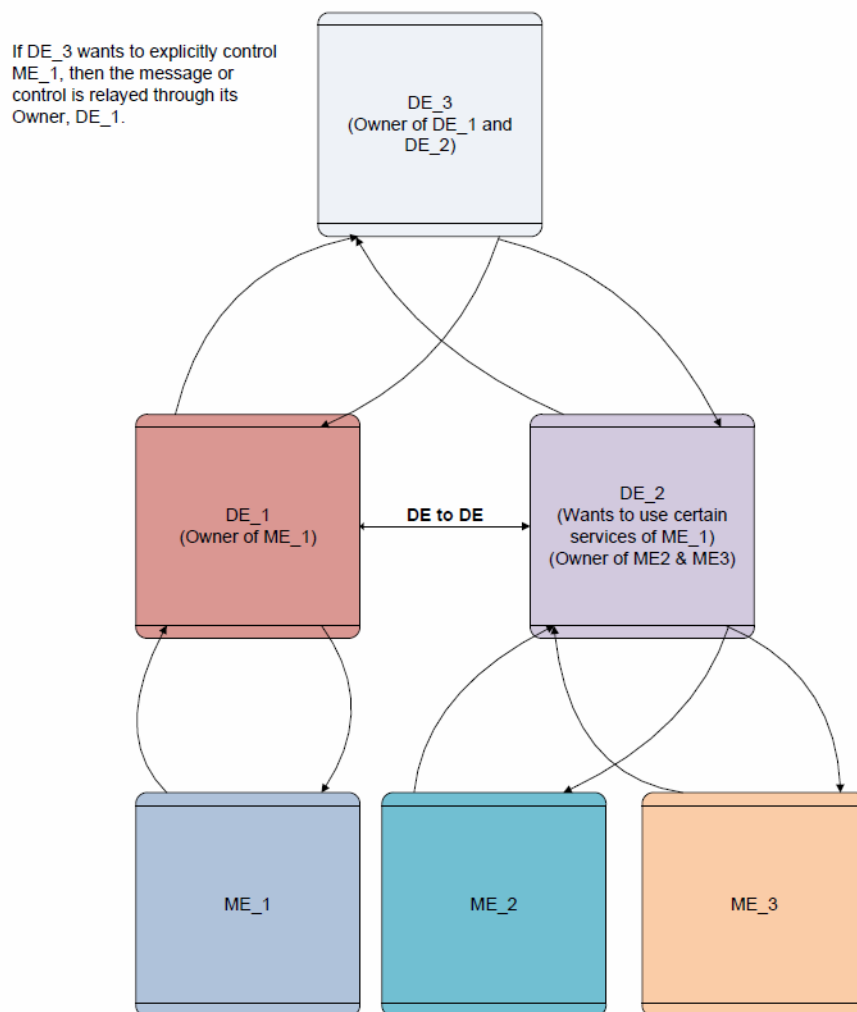 If DE_3 wants to explicitly control
ME_1, then the message or
control is relayed through its
Owner, DE_1.
DE_3
(Owner of DE_1 and
DE_2)
DE_1
(Owner of ME_1)
DE to DE
DE_2
(Wants to use certain
services of ME_1)
(Owner of ME2 & ME3)
ME_1
ME_2
ME_3